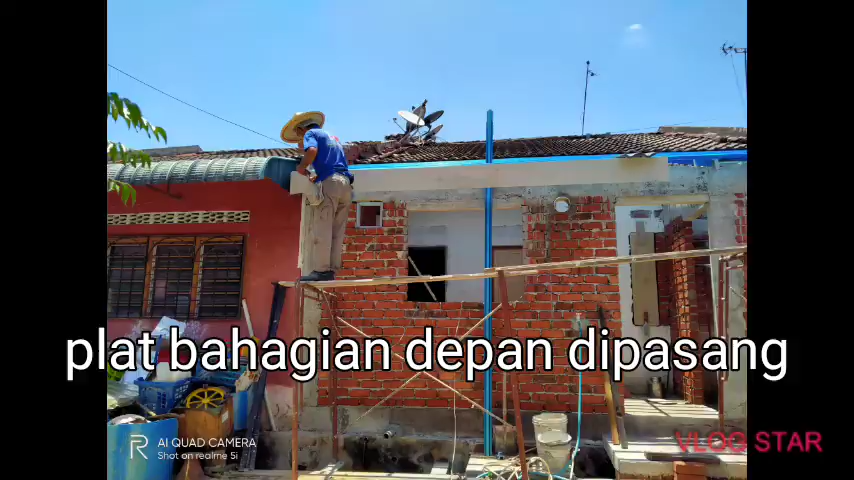 plat bahagian depan dipasang
AI QUAD CAMERA
Shot on realme 5i
VLOG STAR